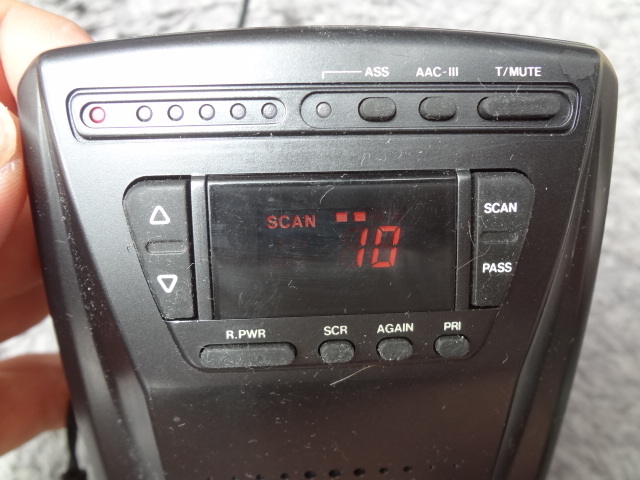 ASS AAC-III T/MUTE
SCAN
10
SCAN
PASS
R.PWR SCR AGAIN PRI